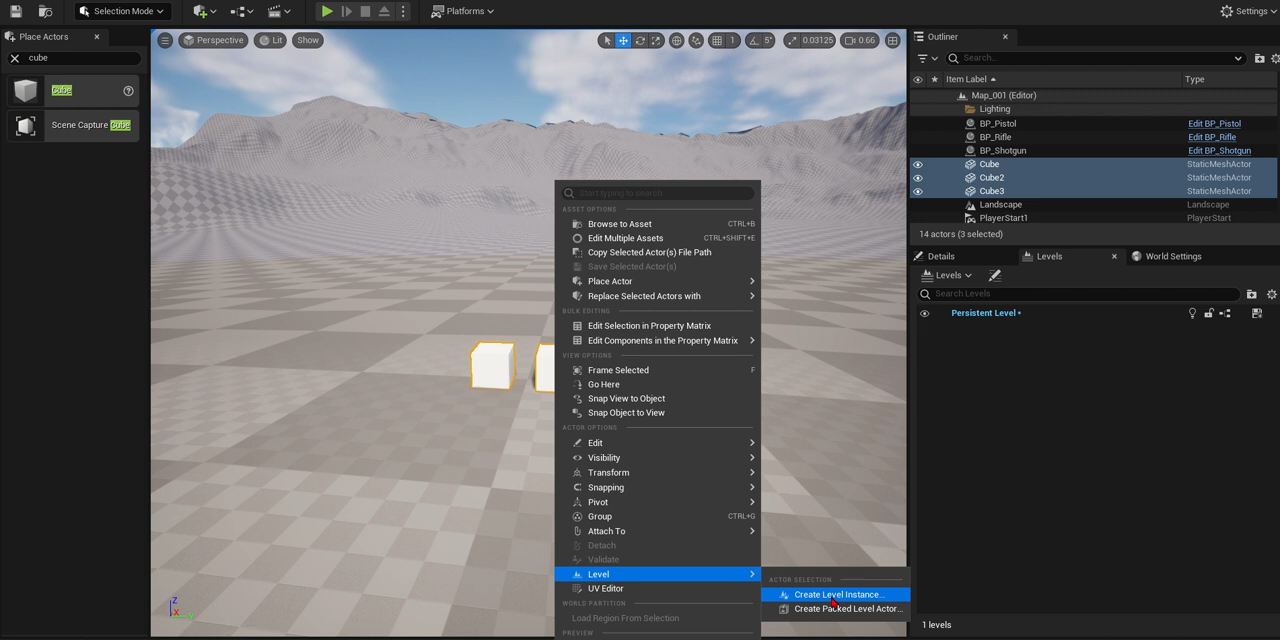 Selection Mode
Platforms
Settings
Place Actors
cube
Cube
Scene Capture Cube
Perspective
Lit
Show
1
5°
0.03125
0.66
Start typing to search
ASSET OPTIONS
Browse to Asset CTRL+B
Edit Multiple Assets CTRL+SHIFT+E
Copy Selected Actor(s) File Path
Save Selected Actor(s)
Place Actor
Replace Selected Actors with
BULK EDITING
Edit Selection in Property Matrix
Edit Components in the Property Matrix
VIEW OPTIONS
Frame Selected F
Go Here
Snap View to Object
Snap Object to View
ACTOR OPTIONS
Edit
Visibility
Transform
Snapping
Pivot
Group CTRL+G
Attach To
Detach
Validate
Level
UV Editor
WORLD PARTITION
Load Region From Selection
PREVIEW
ACTOR SELECTION
Create Level Instance...
Create Packed Level Actor...
Z
X
Y
Outliner
Search...
Item Label Type
Map_001 (Editor)
Lighting
BP_Pistol Edit BP_Pistol
BP_Rifle Edit BP_Rifle
BP_Shotgun Edit BP_Shotgun
Cube StaticMeshActor
Cube2 StaticMeshActor
Cube3 StaticMeshActor
Landscape Landscape
PlayerStart1 PlayerStart
14 actors (3 selected)
Details
Levels
World Settings
Levels
Search Levels
Persistent Level •
1 levels